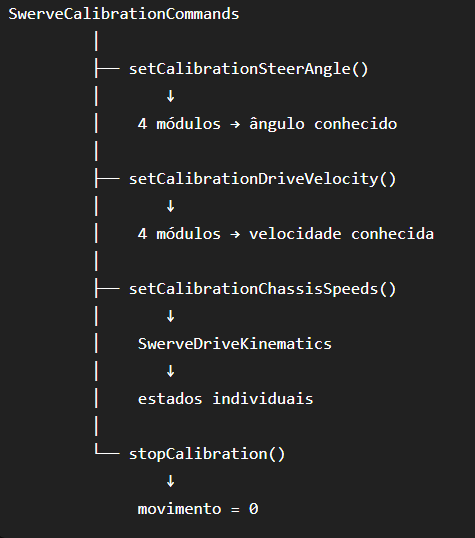 SwerveCalibrationCommands
│
├── setCalibrationSteerAngle()
│ ↓
│ 4 módulos → ângulo conhecido
│
├── setCalibrationDriveVelocity()
│ ↓
│ 4 módulos → velocidade conhecida
│
├── setCalibrationChassisSpeeds()
│ ↓
│ SwerveDriveKinematics
│ ↓
│ estados individuais
│
└── stopCalibration()
↓
movimento = 0